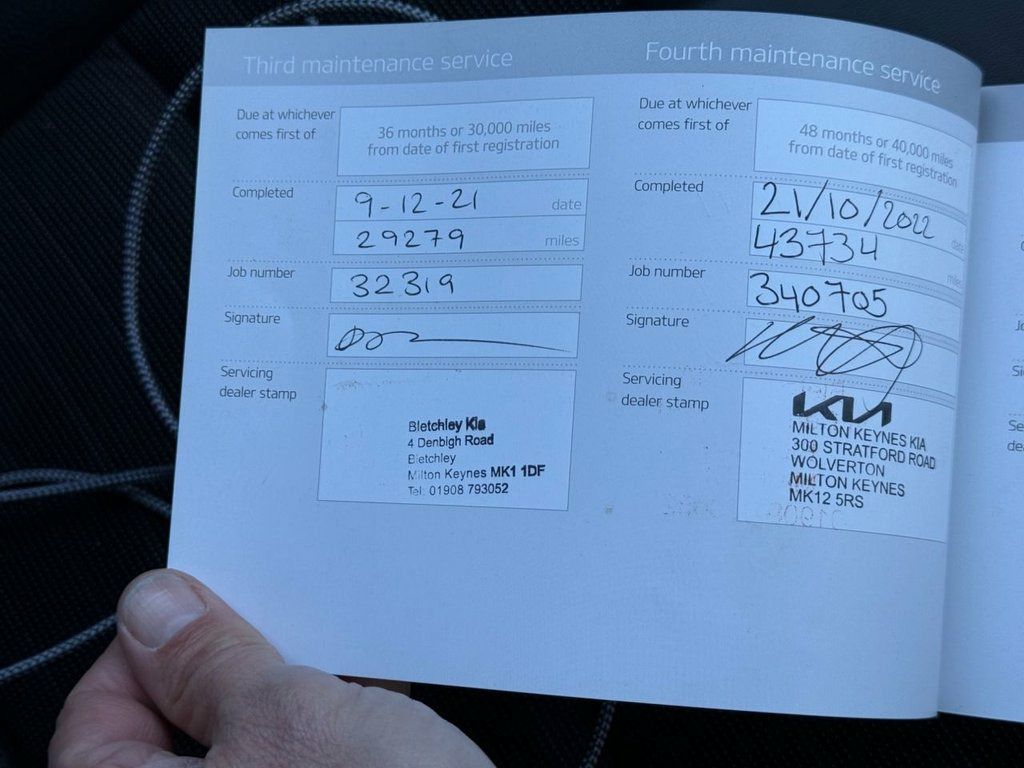 Third maintenance service
Due at whichever
comes first of
36 months or 30,000 miles
from date of first registration
Completed
9-12-21 date
29279 miles
Job number
32319
Signature
Servicing
dealer stamp
Bletchley Kia
4 Denbigh Road
Bletchley
Milton Keynes MK1 1DF
Tel: 01908 793052
Fourth maintenance service
Due at whichever
comes first of
48 months or 40,000 miles
from date of first registration
Completed
21/10/2022 date
43734 miles
Job number
340705
Signature
Servicing
dealer stamp
KIA
MILTON KEYNES KIA
300 STRATFORD ROAD
WOLVERTON
MILTON KEYNES
MK12 5RS